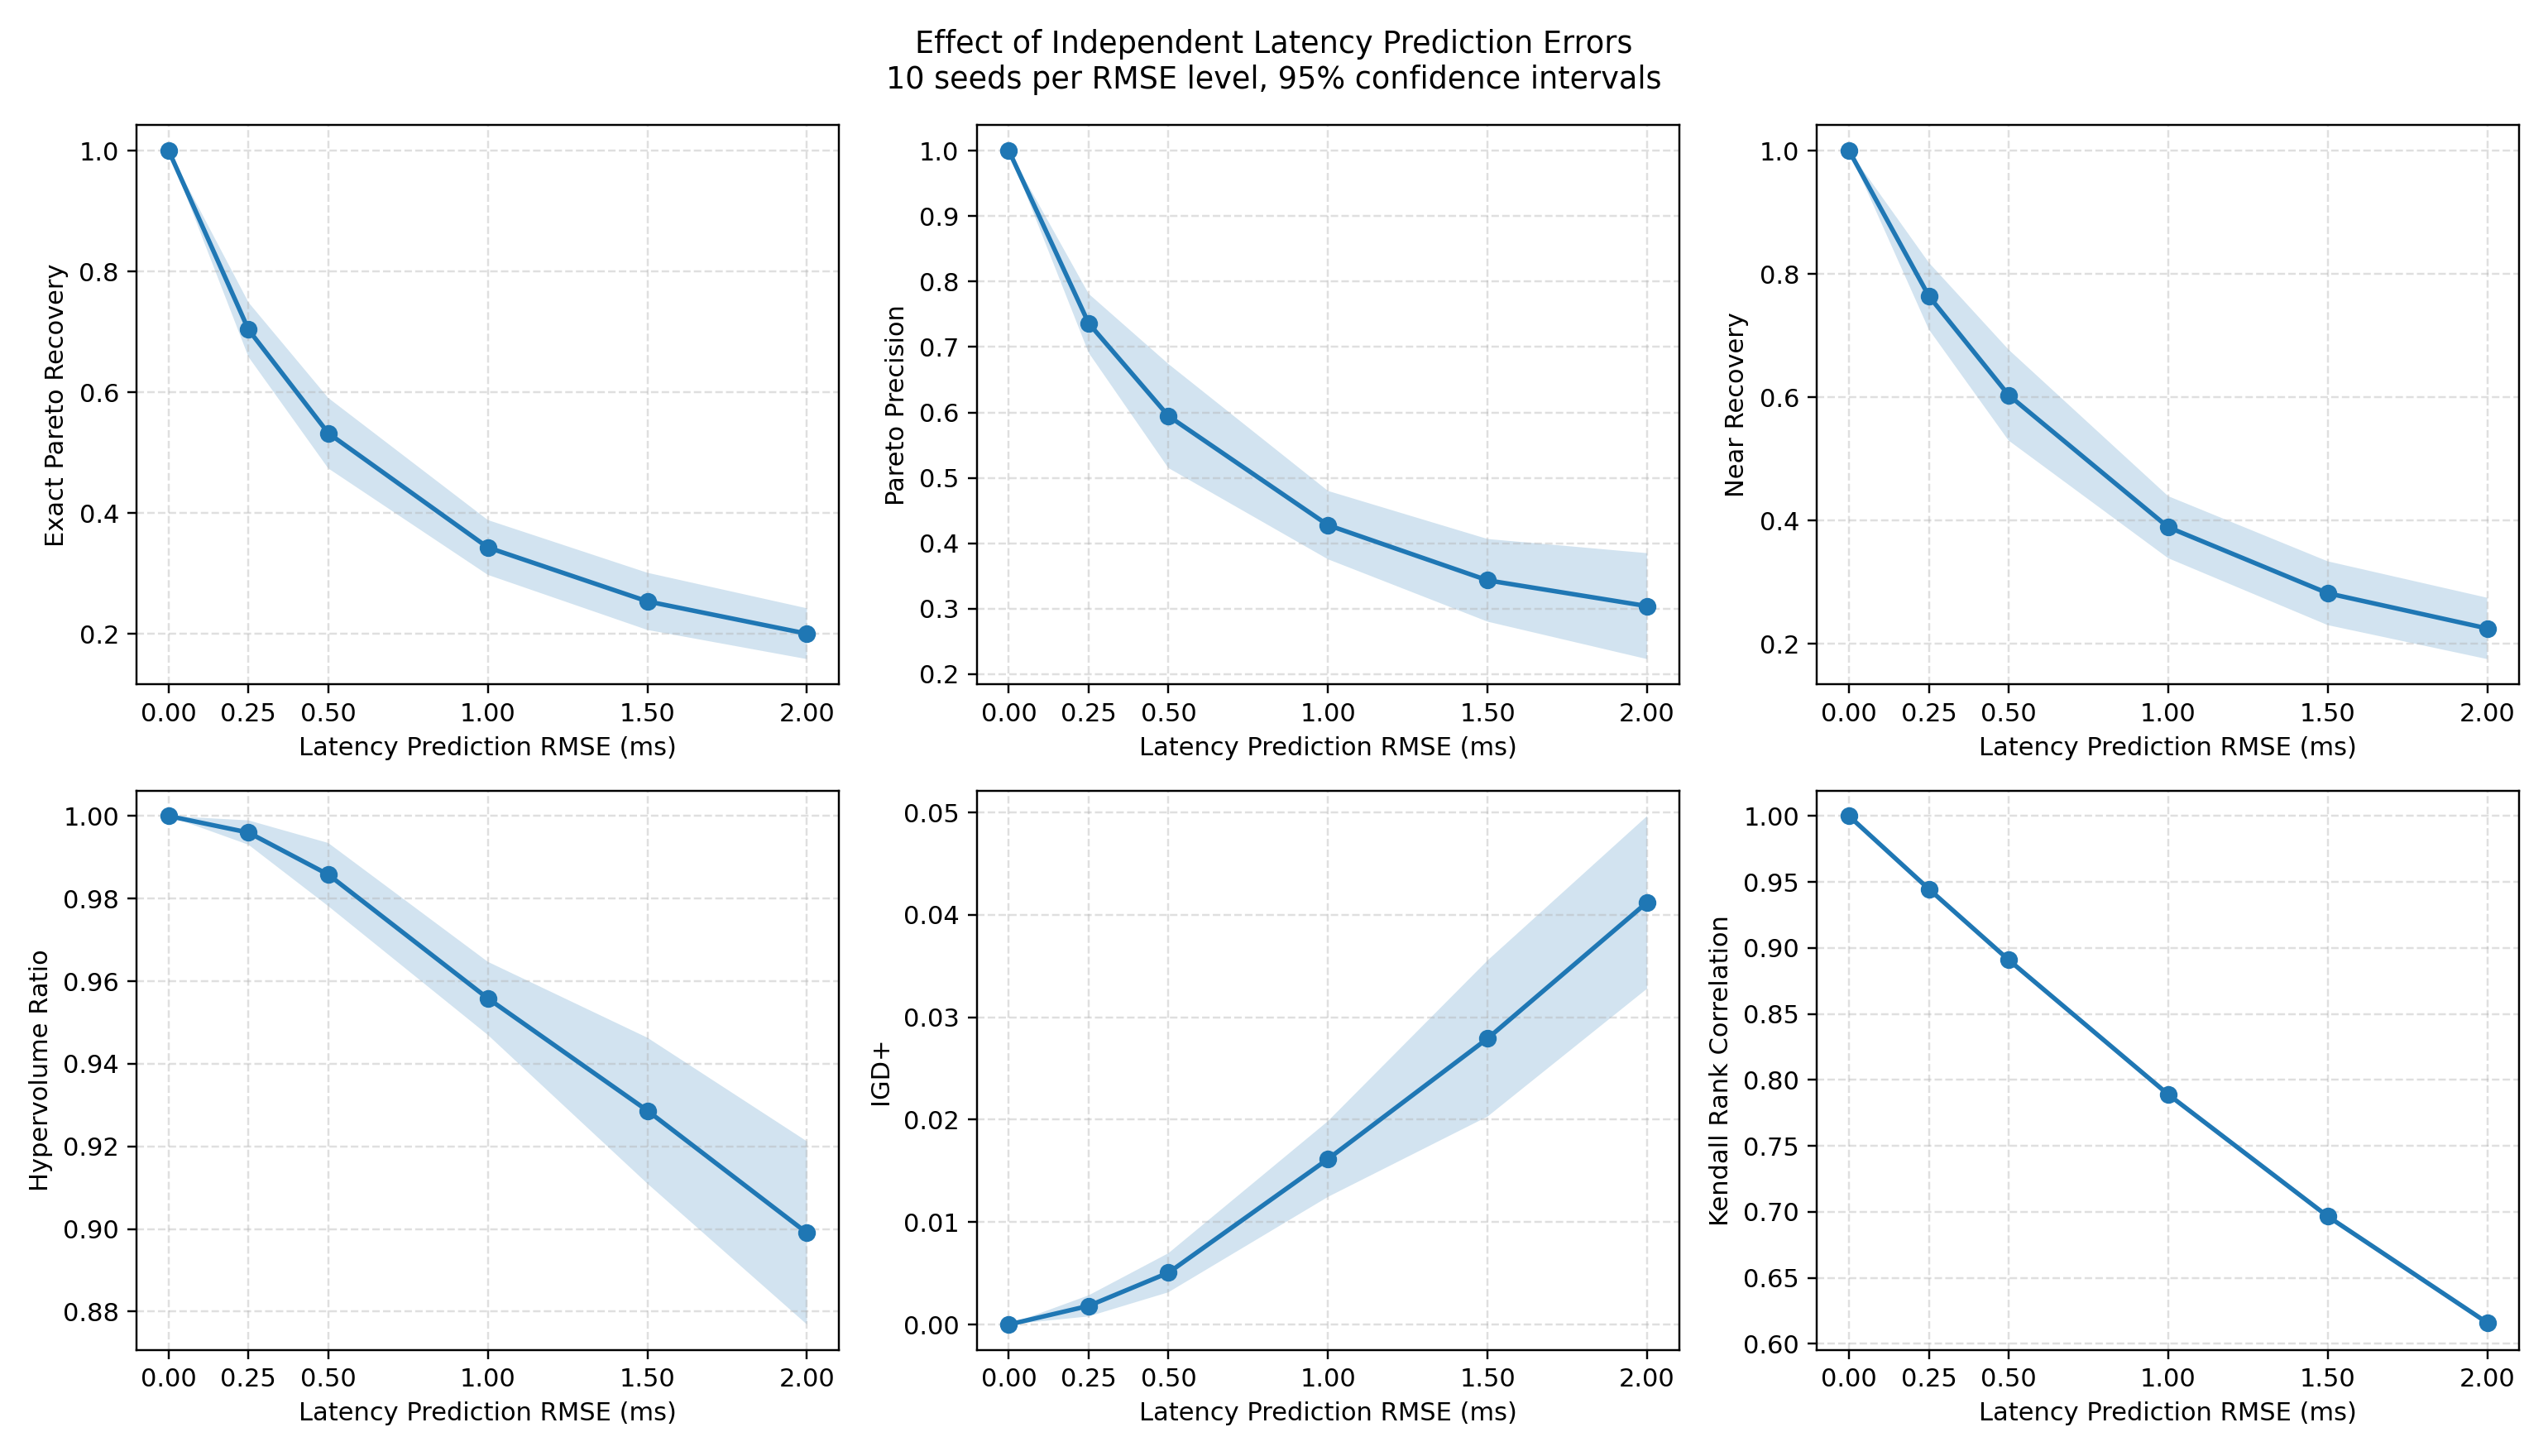 Effect of Independent Latency Prediction Errors
10 seeds per RMSE level, 95% confidence intervals
Exact Pareto Recovery
1.0
0.8
0.6
0.4
0.2
0.00 0.25 0.50 1.00 1.50 2.00
Latency Prediction RMSE (ms)
Pareto Precision
1.0
0.9
0.8
0.7
0.6
0.5
0.4
0.3
0.2
0.00 0.25 0.50 1.00 1.50 2.00
Latency Prediction RMSE (ms)
Near Recovery
1.0
0.8
0.6
0.4
0.2
0.00 0.25 0.50 1.00 1.50 2.00
Latency Prediction RMSE (ms)
Hypervolume Ratio
1.00
0.98
0.96
0.94
0.92
0.90
0.88
0.00 0.25 0.50 1.00 1.50 2.00
Latency Prediction RMSE (ms)
IGD+
0.05
0.04
0.03
0.02
0.01
0.00
0.00 0.25 0.50 1.00 1.50 2.00
Latency Prediction RMSE (ms)
Kendall Rank Correlation
1.00
0.95
0.90
0.85
0.80
0.75
0.70
0.65
0.60
0.00 0.25 0.50 1.00 1.50 2.00
Latency Prediction RMSE (ms)